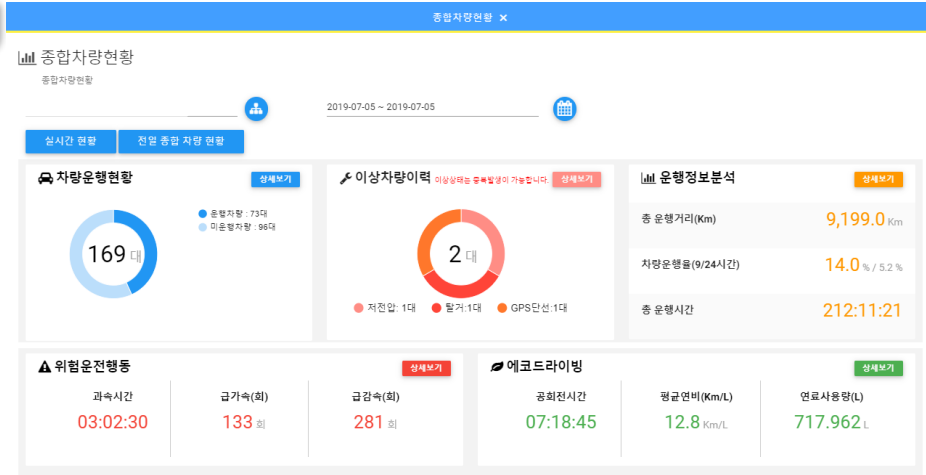 종합차량현황 ×
종합차량현황
종합차량현황
2019-07-05 ~ 2019-07-05
실시간 현황 전일 종합 차량 현황
차량운행현황 상세보기
169 대
운행차량 : 73대
미운행차량 : 96대
이상차량이력 이상상태는 중복발생이 가능합니다. 상세보기
2 대
저전압: 1대 탈거:1대 GPS단선:1대
운행정보분석 상세보기
총 운행거리(Km) 9,199.0 Km
차량운행율(9/24시간) 14.0 % / 5.2 %
총 운행시간 212:11:21
위험운전행동 상세보기
과속시간 급가속(회) 급감속(회)
03:02:30 133 회 281 회
에코드라이빙 상세보기
공회전시간 평균연비(Km/L) 연료사용량(L)
07:18:45 12.8 Km/L 717.962 L